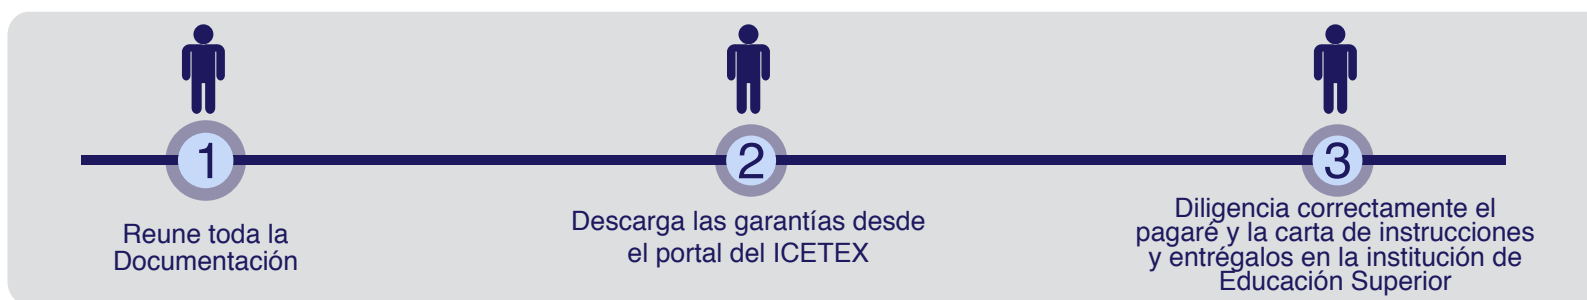 1
Reune toda la
Documentación
2
Descarga las garantías desde
el portal del ICETEX
3
Diligencia correctamente el
pagaré y la carta de instrucciones
y entrégalos en la institución de
Educación Superior